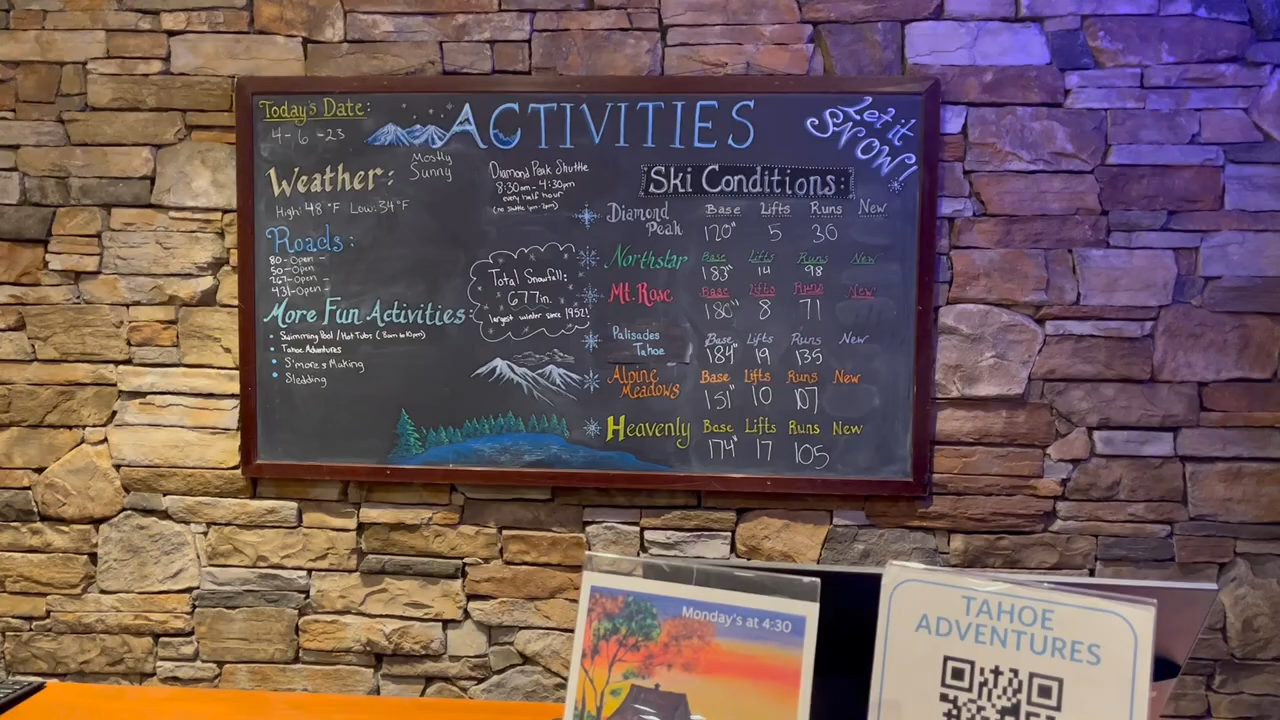 Today's Date:
4-6-23
ACTIVITIES
Let it
SNOW!
Weather:
Mostly
Sunny
High: 48°F Low: 34°F
Roads:
80-Open -
50-Open
267-Open -
431-Open -
More Fun Activities:
• Swimming Pool / Hot Tubs (8am to 10pm)
• Tahoe Adventures
• S'mores Making
• Sledding
Diamond Peak Shuttle
8:30am - 4:30pm
every half hour
Total Snowfall:
677in.
largest winter since 1952!
Ski Conditions:
Diamond Peak
Base Lifts Runs New
120" 5 30
Northstar
Base Lifts Runs New
183" 14 98
Mt. Rose
Base Lifts Runs New
180" 8 71
Palisades
Tahoe
Base Lifts Runs New
184" 19 135
Alpine
Meadows
Base Lifts Runs New
151" 10 107
Heavenly
Base Lifts Runs New
174" 17 105
Monday's at 4:30
TAHOE
ADVENTURES